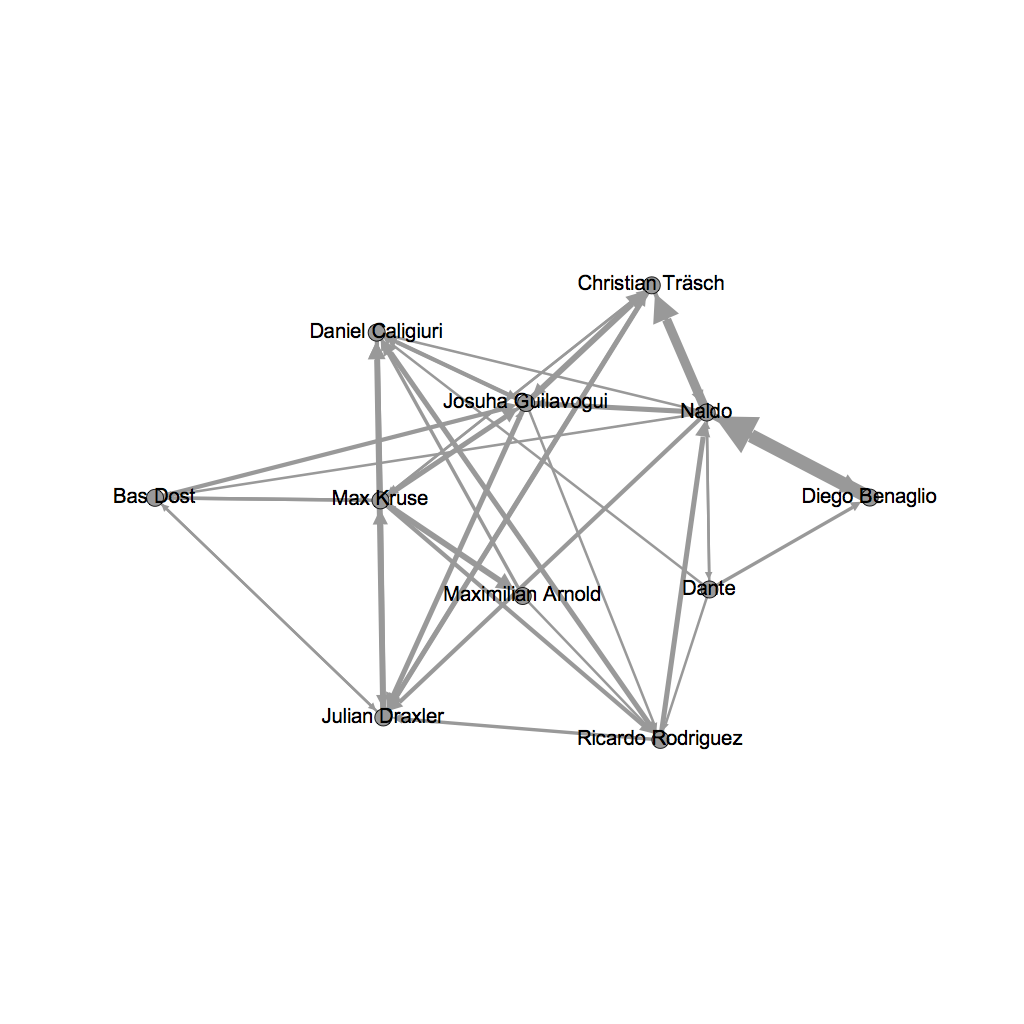 Christian Träsch
Daniel Caligiuri
Josuha Guilavogui
Naldo
Bas Dost
Max Kruse
Diego Benaglio
Maximilian Arnold
Dante
Julian Draxler
Ricardo Rodriguez